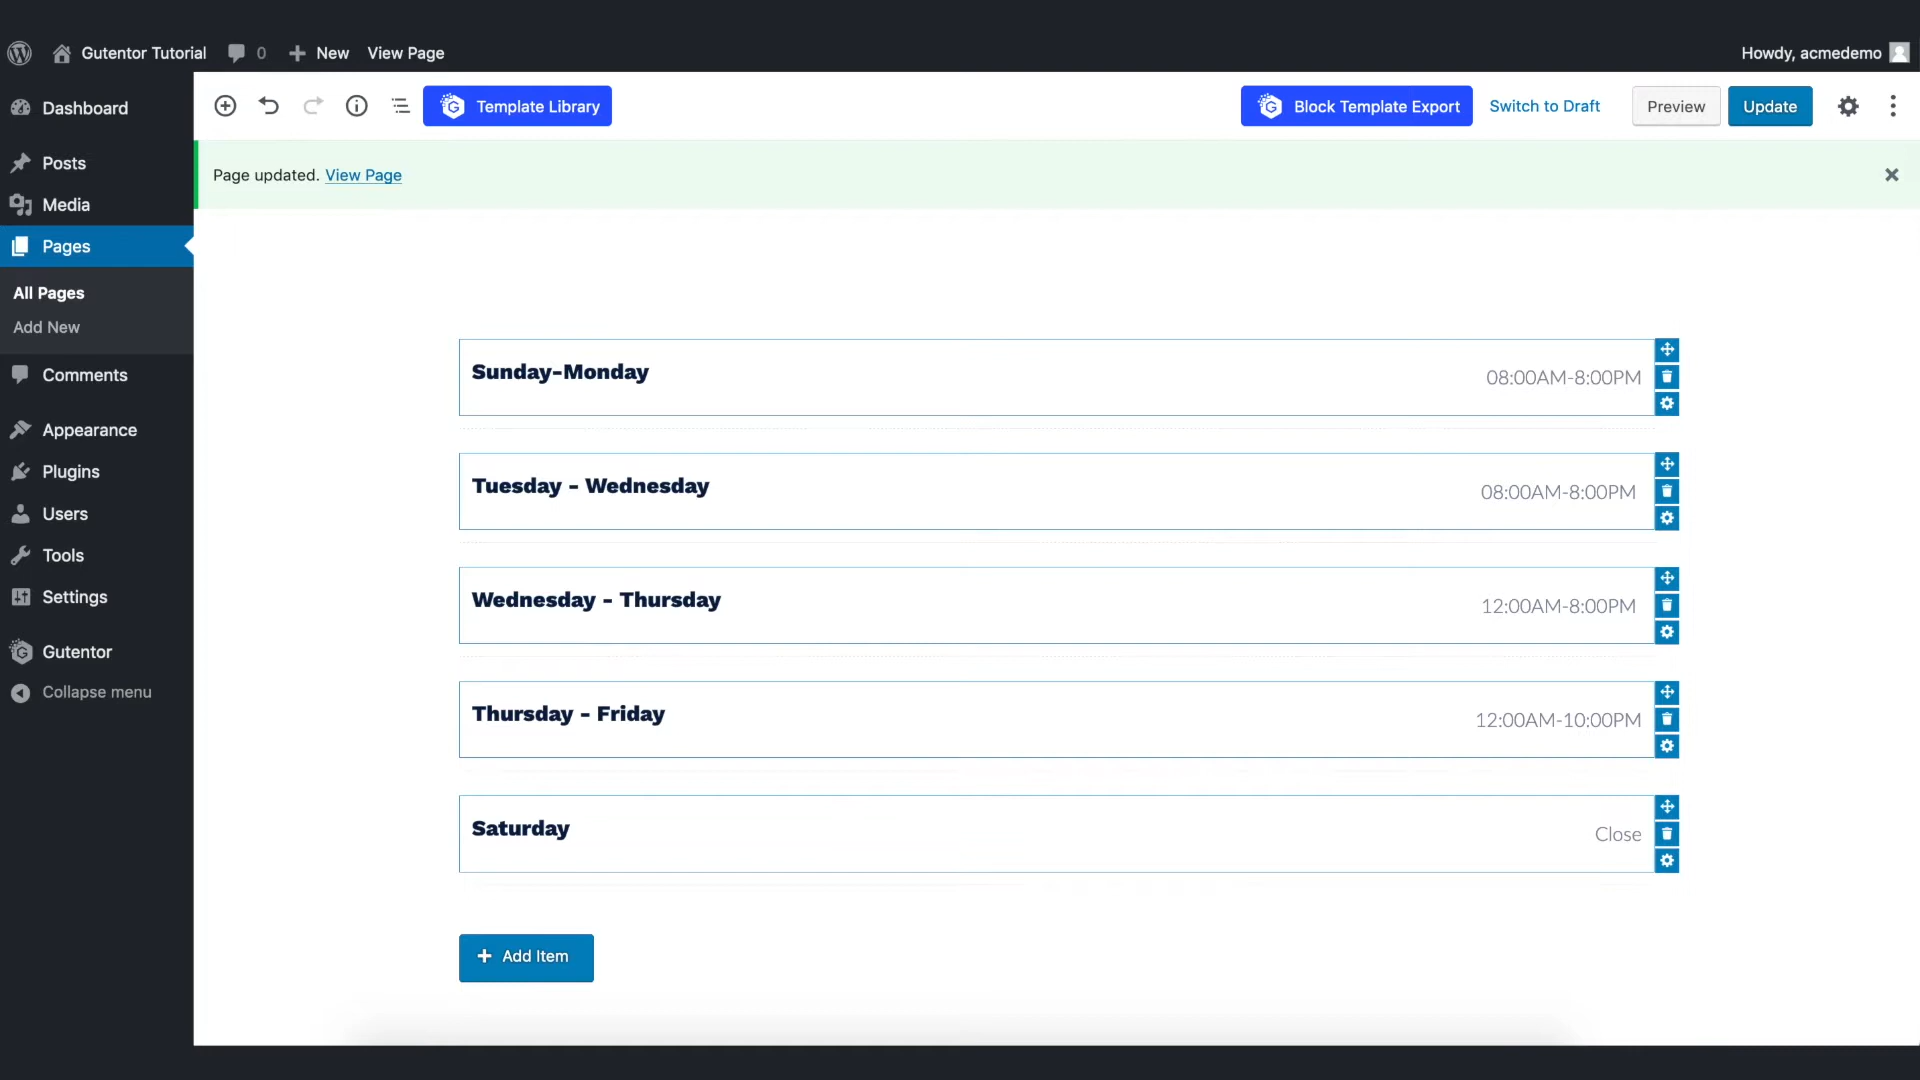 Gutentor Tutorial 0 New View Page Howdy, acmedemo
Dashboard
Posts
Media
Pages
All Pages
Add New
Comments
Appearance
Plugins
Users
Tools
Settings
Gutentor
Collapse menu
Template Library Block Template Export Switch to Draft Preview Update
Page updated. View Page
Sunday-Monday 08:00AM-8:00PM
Tuesday - Wednesday 08:00AM-8:00PM
Wednesday - Thursday 12:00AM-8:00PM
Thursday - Friday 12:00AM-10:00PM
Saturday Close
Add Item